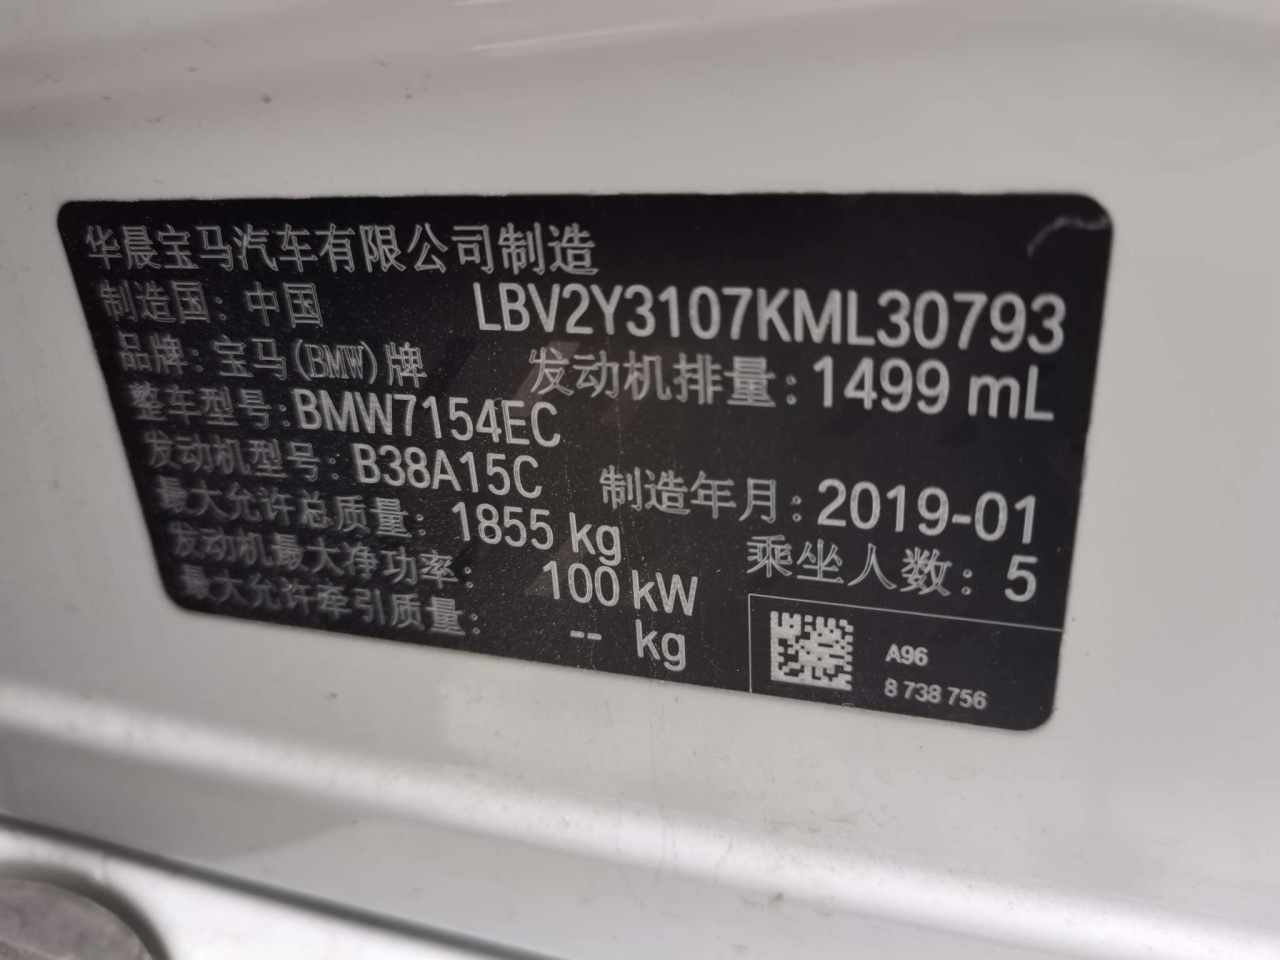 华晨宝马汽车有限公司制造
制造国：中国 LBV2Y3107KML30793
品牌：宝马(BMW)牌 发动机排量：1499 mL
整车型号：BMW7154EC
发动机型号：B38A15C 制造年月：2019-01
最大允许总质量：1855 kg 乘坐人数：5
发动机最大净功率：100 kW
最大允许牵引质量：-- kg
A96
8 738 756